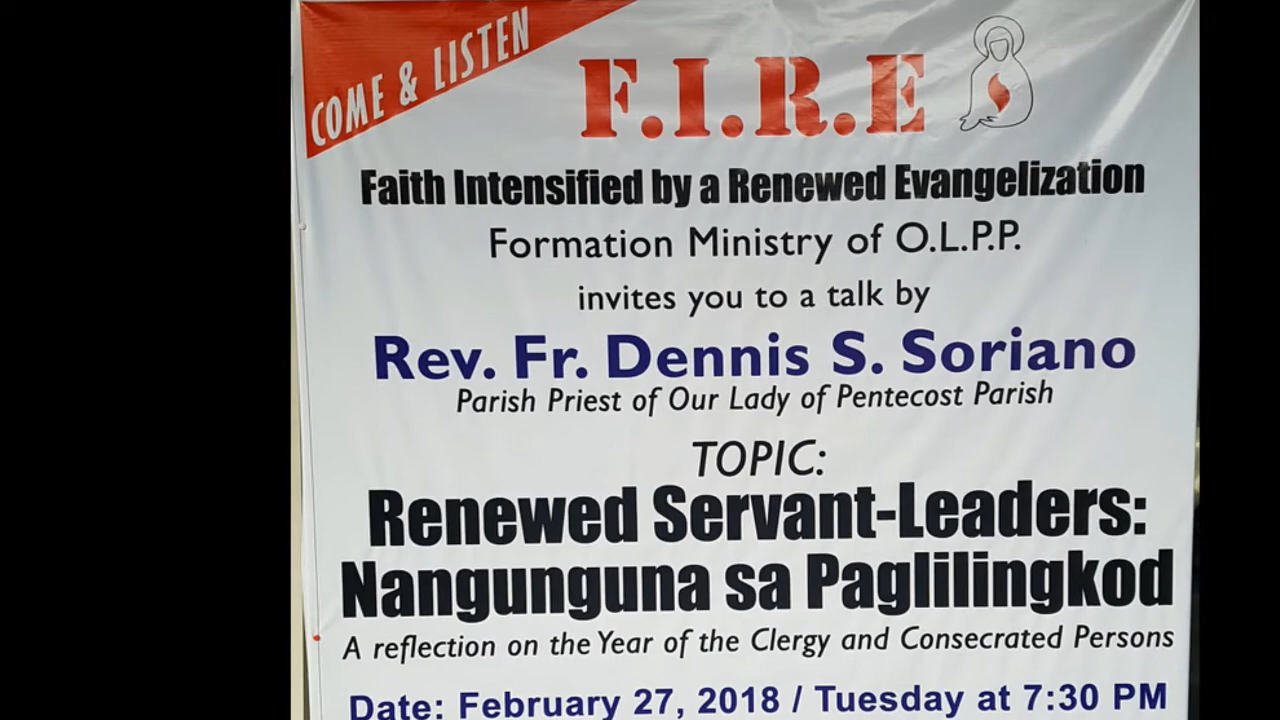 COME & LISTEN
F.I.R.E
Faith Intensified by a Renewed Evangelization
Formation Ministry of O.L.P.P.
invites you to a talk by
Rev. Fr. Dennis S. Soriano
Parish Priest of Our Lady of Pentecost Parish
TOPIC:
Renewed Servant-Leaders:
Nangunguna sa Paglilingkod
A reflection on the Year of the Clergy and Consecrated Persons
Date: February 27, 2018 / Tuesday at 7:30 PM